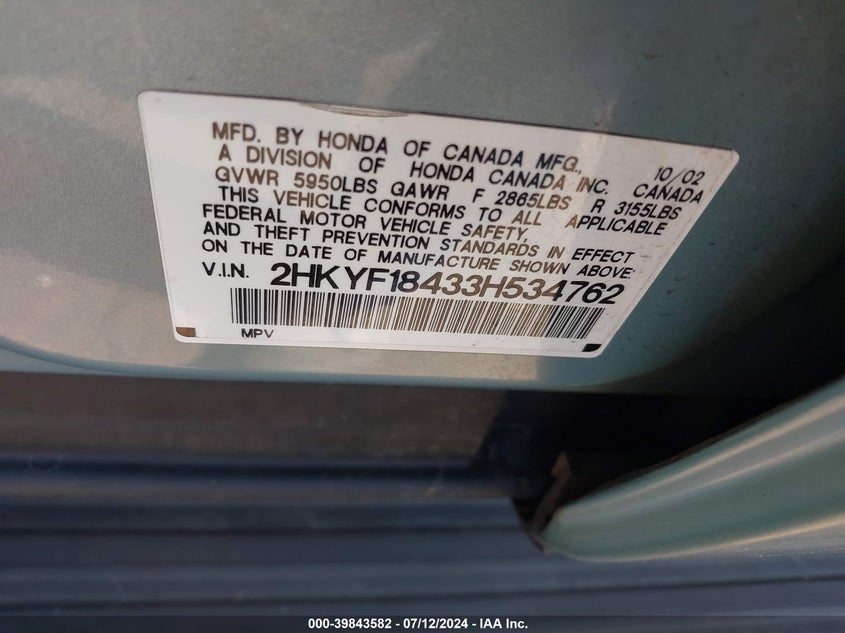 MFD. BY HONDA OF CANADA MFG., 10/02
A DIVISION OF HONDA CANADA INC. CANADA
GVWR 5950LBS GAWR F 2865LBS R 3155LBS
THIS VEHICLE CONFORMS TO ALL APPLICABLE
FEDERAL MOTOR VEHICLE SAFETY,
AND THEFT PREVENTION STANDARDS IN EFFECT
ON THE DATE OF MANUFACTURE SHOWN ABOVE:
V.I.N. 2HKYF18433H534762
MPV
000-39843582 - 07/12/2024 - IAA Inc.